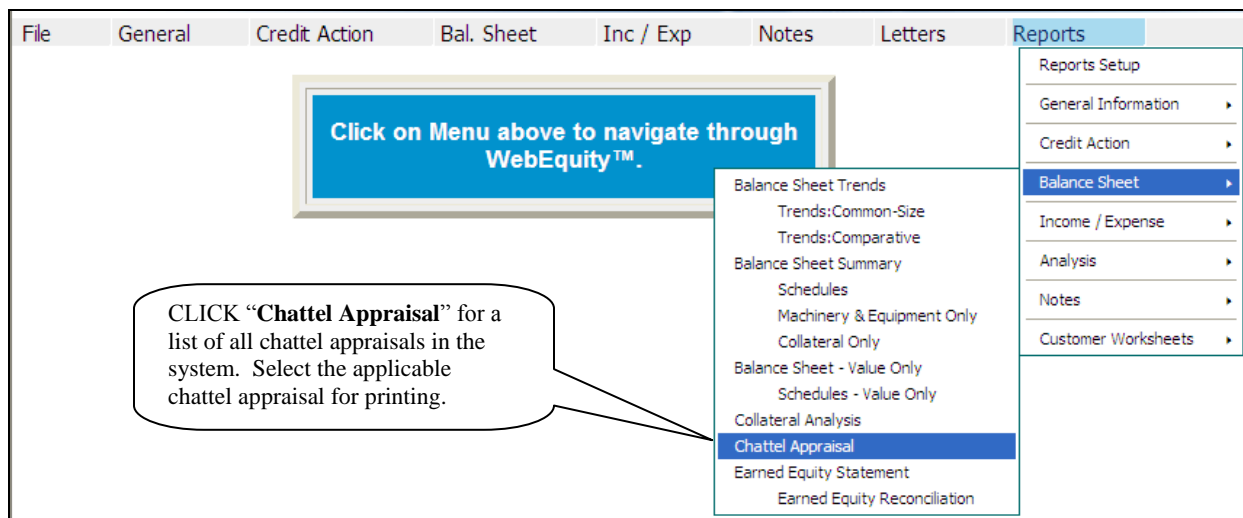 File General Credit Action Bal. Sheet Inc / Exp Notes Letters Reports
Click on Menu above to navigate through
WebEquity™.
Reports Setup
General Information
Credit Action
Balance Sheet
Income / Expense
Analysis
Notes
Customer Worksheets
Balance Sheet Trends
Trends:Common-Size
Trends:Comparative
Balance Sheet Summary
Schedules
Machinery & Equipment Only
Collateral Only
Balance Sheet - Value Only
Schedules - Value Only
Collateral Analysis
Chattel Appraisal
Earned Equity Statement
Earned Equity Reconciliation
CLICK “Chattel Appraisal” for a
list of all chattel appraisals in the
system. Select the applicable
chattel appraisal for printing.